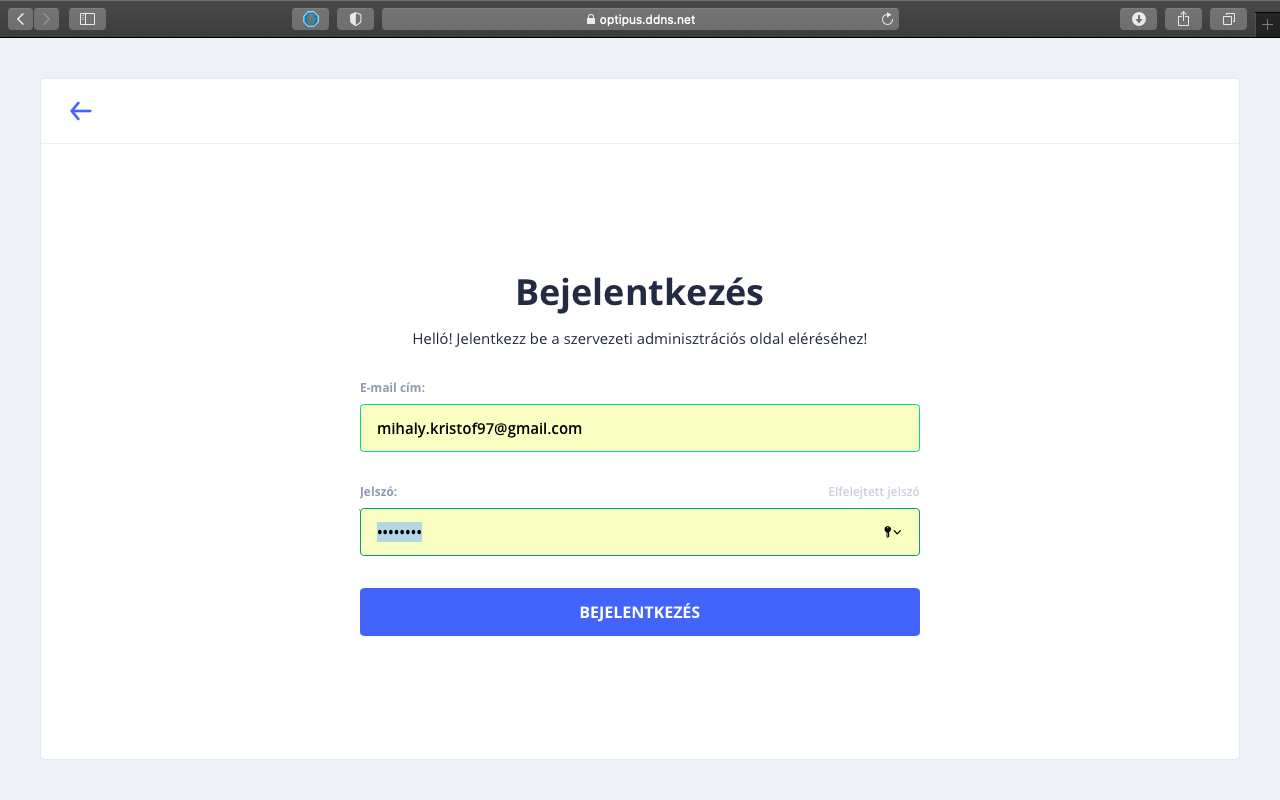 optipus.ddns.net
Bejelentkezés
Helló! Jelentkezz be a szervezeti adminisztrációs oldal eléréséhez!
E-mail cím:
mihaly.kristof97@gmail.com
Jelszó:
Elfelejtett jelszó
••••••••
BEJELENTKEZÉS